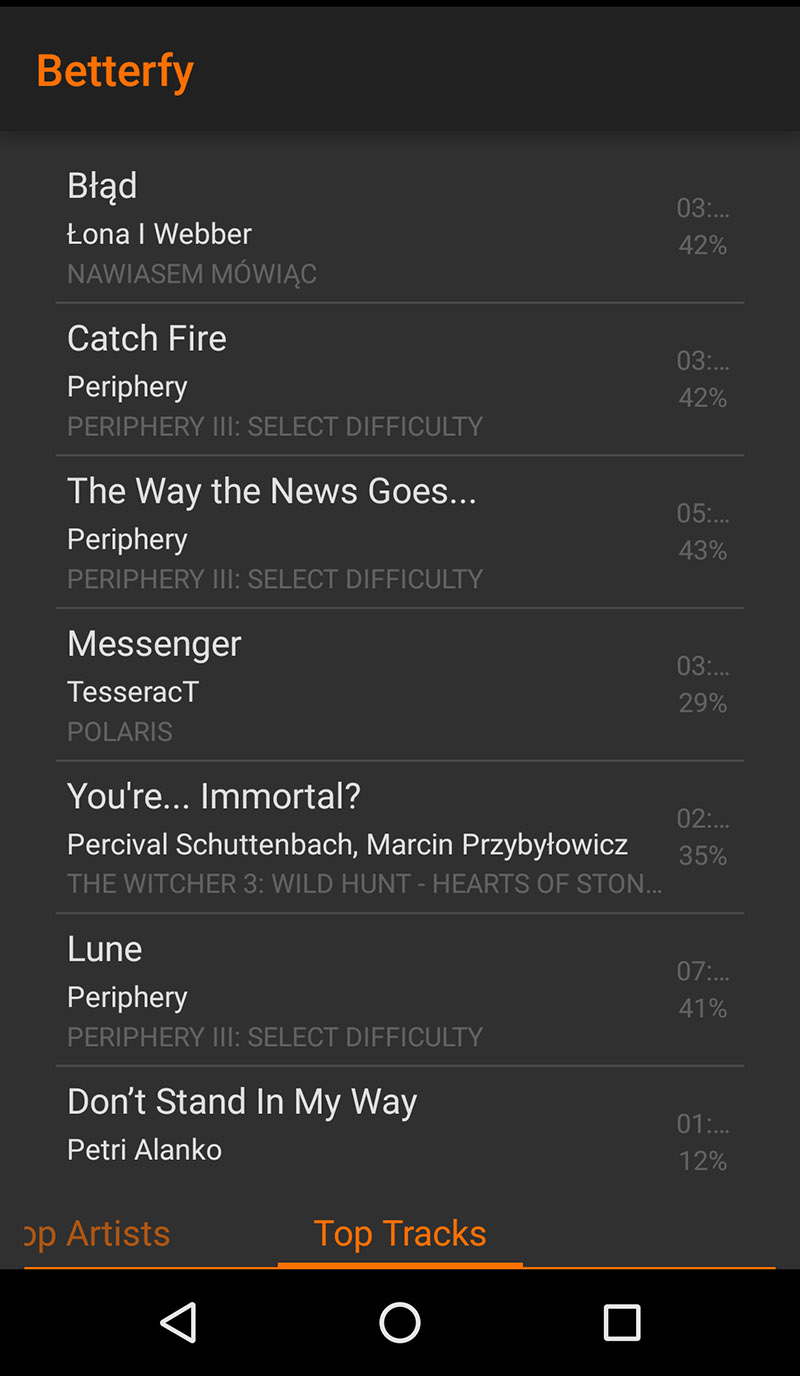 Betterfy
Błąd
03:...
Łona I Webber
42%
NAWIASEM MÓWIĄC
Catch Fire
03:...
Periphery
42%
PERIPHERY III: SELECT DIFFICULTY
The Way the News Goes...
05:...
Periphery
43%
PERIPHERY III: SELECT DIFFICULTY
Messenger
03:...
TesseracT
29%
POLARIS
You're... Immortal?
02:...
Percival Schuttenbach, Marcin Przybyłowicz
35%
THE WITCHER 3: WILD HUNT - HEARTS OF STON...
Lune
07:...
Periphery
41%
PERIPHERY III: SELECT DIFFICULTY
Don’t Stand In My Way
01:...
Petri Alanko
12%
op Artists
Top Tracks